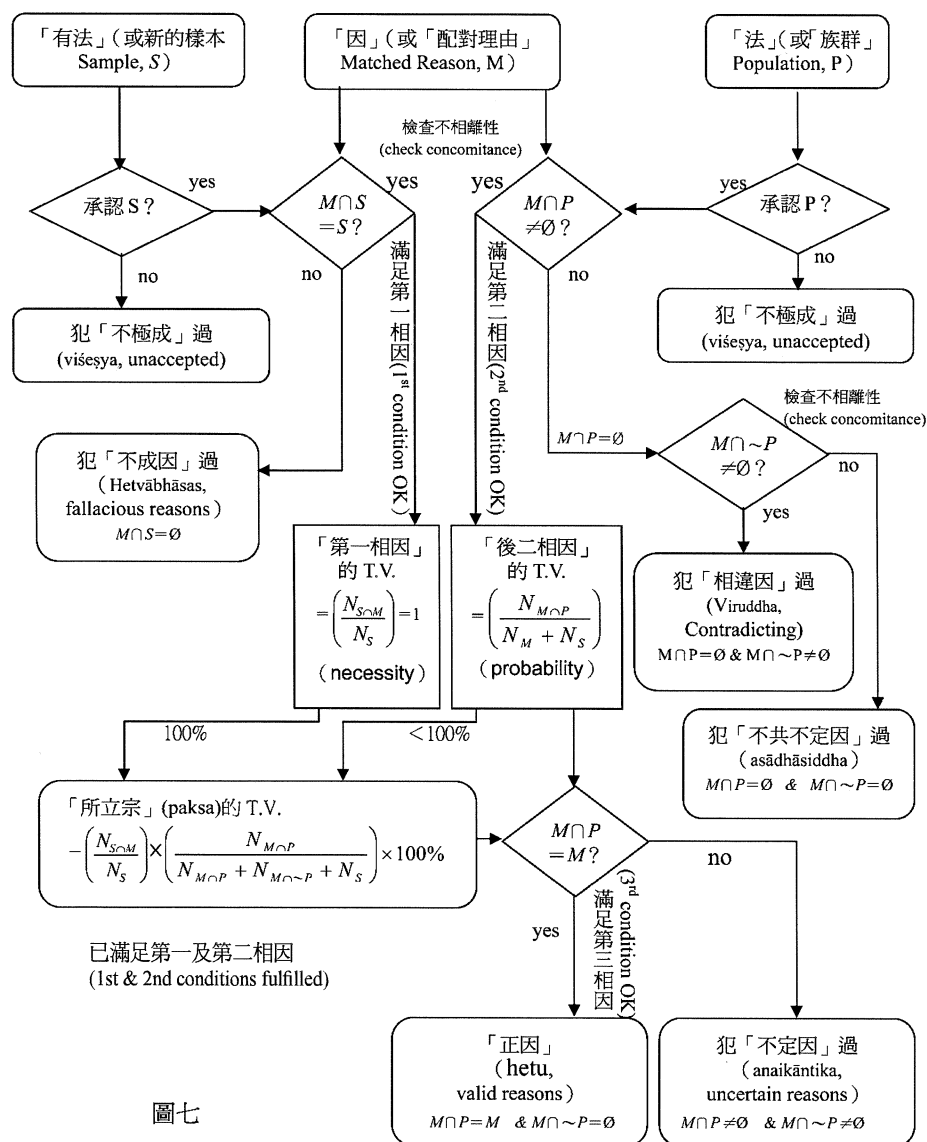 「有法」(或新的樣本
Sample, S)
「因」(或「配對理由」
Matched Reason, M)
「法」(或「族群」
Population, P)
檢查不相離性
(check concomitance)
承認 S?
yes
no
M∩S
=S?
yes
no
M∩P
≠Ø?
yes
no
承認 P?
yes
no
犯「不極成」過
(viśeṣya, unaccepted)
犯「不極成」過
(viśeṣya, unaccepted)
滿足第一相因(1st condition OK)
滿足第二相因(2nd condition OK)
犯「不成因」過
(Hetvābhāsas,
fallacious reasons)
M∩S=Ø
M∩P=Ø
檢查不相離性
(check concomitance)
M∩~P
≠Ø?
no
yes
「第一相因」
的 T.V.
=(N_{S∩M}/N_S)=1
(necessity)
「後二相因」
的 T.V.
=(N_{M∩P}/(N_M + N_S))
(probability)
犯「相違因」過
(Viruddha,
Contradicting)
M∩P=Ø & M∩~P≠Ø
犯「不共不定因」過
(asādhāsiddha)
M∩P=Ø & M∩~P=Ø
100%
<100%
「所立宗」(paksa)的 T.V.
-(N_{S∩M}/N_S)×(N_{M∩P}/(N_{M∩P} + N_{M∩~P} + N_S))×100%
M∩P
=M?
no
yes
滿足第三相因
(3rd condition OK)
已滿足第一及第二相因
(1st & 2nd conditions fulfilled)
「正因」
(hetu,
valid reasons)
M∩P=M & M∩~P=Ø
犯「不定因」過
(anaikāntika,
uncertain reasons)
M∩P≠Ø & M∩~P≠Ø
圖七